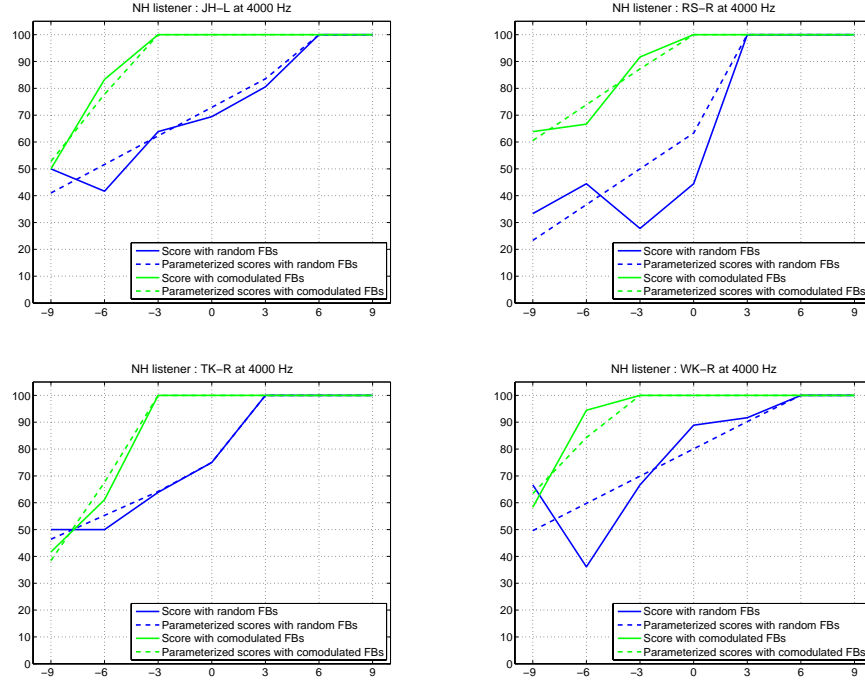 NH listener : JH−L at 4000 Hz
100
90
80
70
60
50
40
30
20
10
0
Score with random FBs
Parameterized scores with random FBs
Score with comodulated FBs
Parameterized scores with comodulated FBs
−9 −6 −3 0 3 6 9
NH listener : RS−R at 4000 Hz
100
90
80
70
60
50
40
30
20
10
0
Score with random FBs
Parameterized scores with random FBs
Score with comodulated FBs
Parameterized scores with comodulated FBs
−9 −6 −3 0 3 6 9
NH listener : TK−R at 4000 Hz
100
90
80
70
60
50
40
30
20
10
0
Score with random FBs
Parameterized scores with random FBs
Score with comodulated FBs
Parameterized scores with comodulated FBs
−9 −6 −3 0 3 6 9
NH listener : WK−R at 4000 Hz
100
90
80
70
60
50
40
30
20
10
0
Score with random FBs
Parameterized scores with random FBs
Score with comodulated FBs
Parameterized scores with comodulated FBs
−9 −6 −3 0 3 6 9